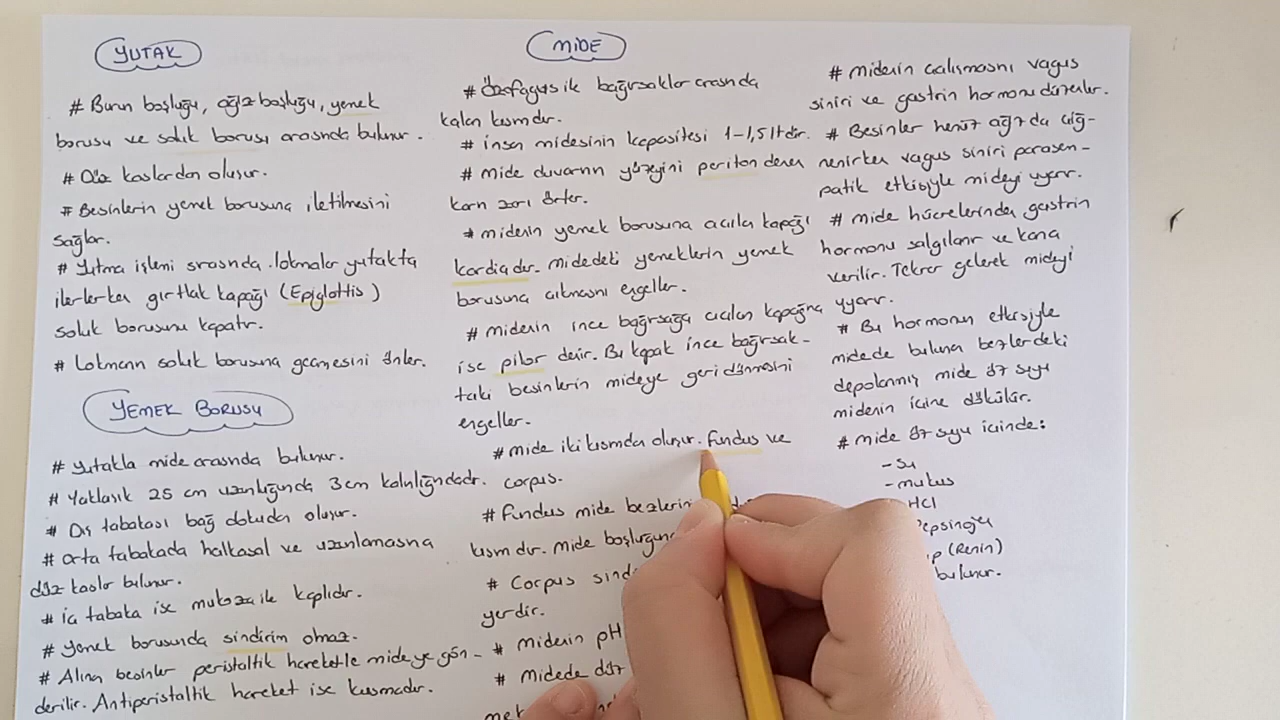 YUTAK
# Burun boşluğu, ağız boşluğu, yemek
borusu ve soluk borusu arasında bulunur.
# Düz kaslardan oluşur.
# Besinlerin yemek borusuna iletilmesini
sağlar.
# Yutma işlemi sırasında lokmalar yutakta
ilerlerken gırtlak kapağı (Epiglottis)
soluk borusunu kapatır.
# Lokmanın soluk borusuna geçmesini önler.
YEMEK BORUSU
# Yutakla mide arasında bulunur.
# Yaklaşık 25 cm uzunluğunda 3cm kalınlığındadır.
# Dış tabakası bağ dokudan oluşur.
# Orta tabakada halkasal ve uzunlamasına
düz kaslar bulunur.
# İç tabaka ise mukoza ile kaplıdır.
# Yemek borusunda sindirim olmaz.
# Alınan besinler peristaltik hareketle mideye gön-
derilir. Antiperistaltik hareket ise kusmadır.
MİDE
# Özofagus ile bağırsaklar arasında
kalan kısımdır.
# İnsan midesinin kapasitesi 1-1,5 lt dir.
# mide duvarının yüzeyini periton denen
karın zarı örter.
# midenin yemek borusuna açılan kapağı
kardiadır. midedeki yemeklerin yemek
borusuna çıkmasını engeller.
# midenin ince bağırsağa açılan kapağına
ise pilor denir. Bu kapak ince bağırsak-
taki besinlerin mideye geri dönmesini
engeller.
# mide iki kısımdan oluşur. Fundus ve
corpus.
# Fundus mide bezlerinin
kısımdır. mide boşluğuna
# Corpus
yerdir.
# midenin pH
# midede düz
# midenin çalışmasını vagus
siniri ve gastrin hormonu düzenler.
# Besinler henüz ağızda çiğ-
nenirken vagus siniri parasem-
patik etkisiyle mideyi uyarır.
# mide hücrelerinden gastrin
hormonu salgılanır ve kana
verilir. Tekrar gelerek mideyi
uyarır.
# Bu hormonun etkisiyle
midede bulunan bezlerdeki
depolanmış mide öz suyu
midenin içine dökülür.
# mide öz suyu içinde:
- Su
- mukus
HCl
(Renin)
bulunur.